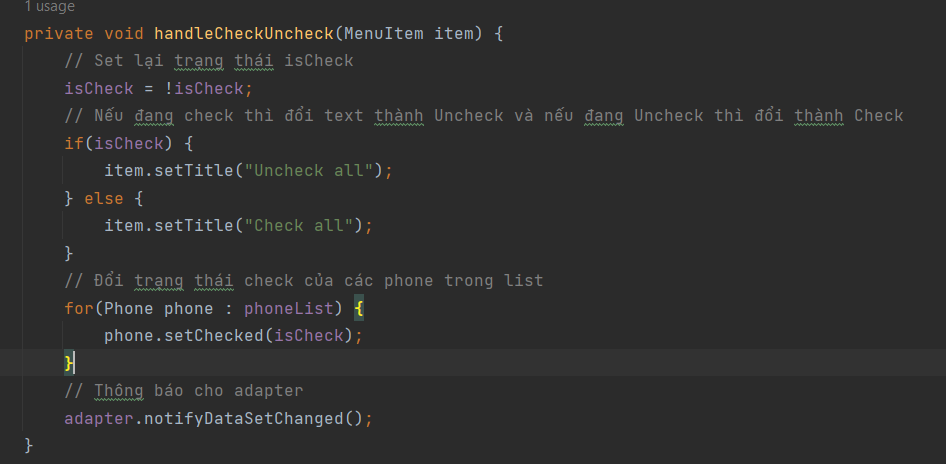 1 usage
private void handleCheckUncheck(MenuItem item) {
// Set lại trạng thái isCheck
isCheck = !isCheck;
// Nếu đang check thì đổi text thành Uncheck và nếu đang Uncheck thì đổi thành Check
if(isCheck) {
item.setTitle("Uncheck all");
} else {
item.setTitle("Check all");
}
// Đổi trạng thái check của các phone trong list
for(Phone phone : phoneList) {
phone.setChecked(isCheck);
}
// Thông báo cho adapter
adapter.notifyDataSetChanged();
}